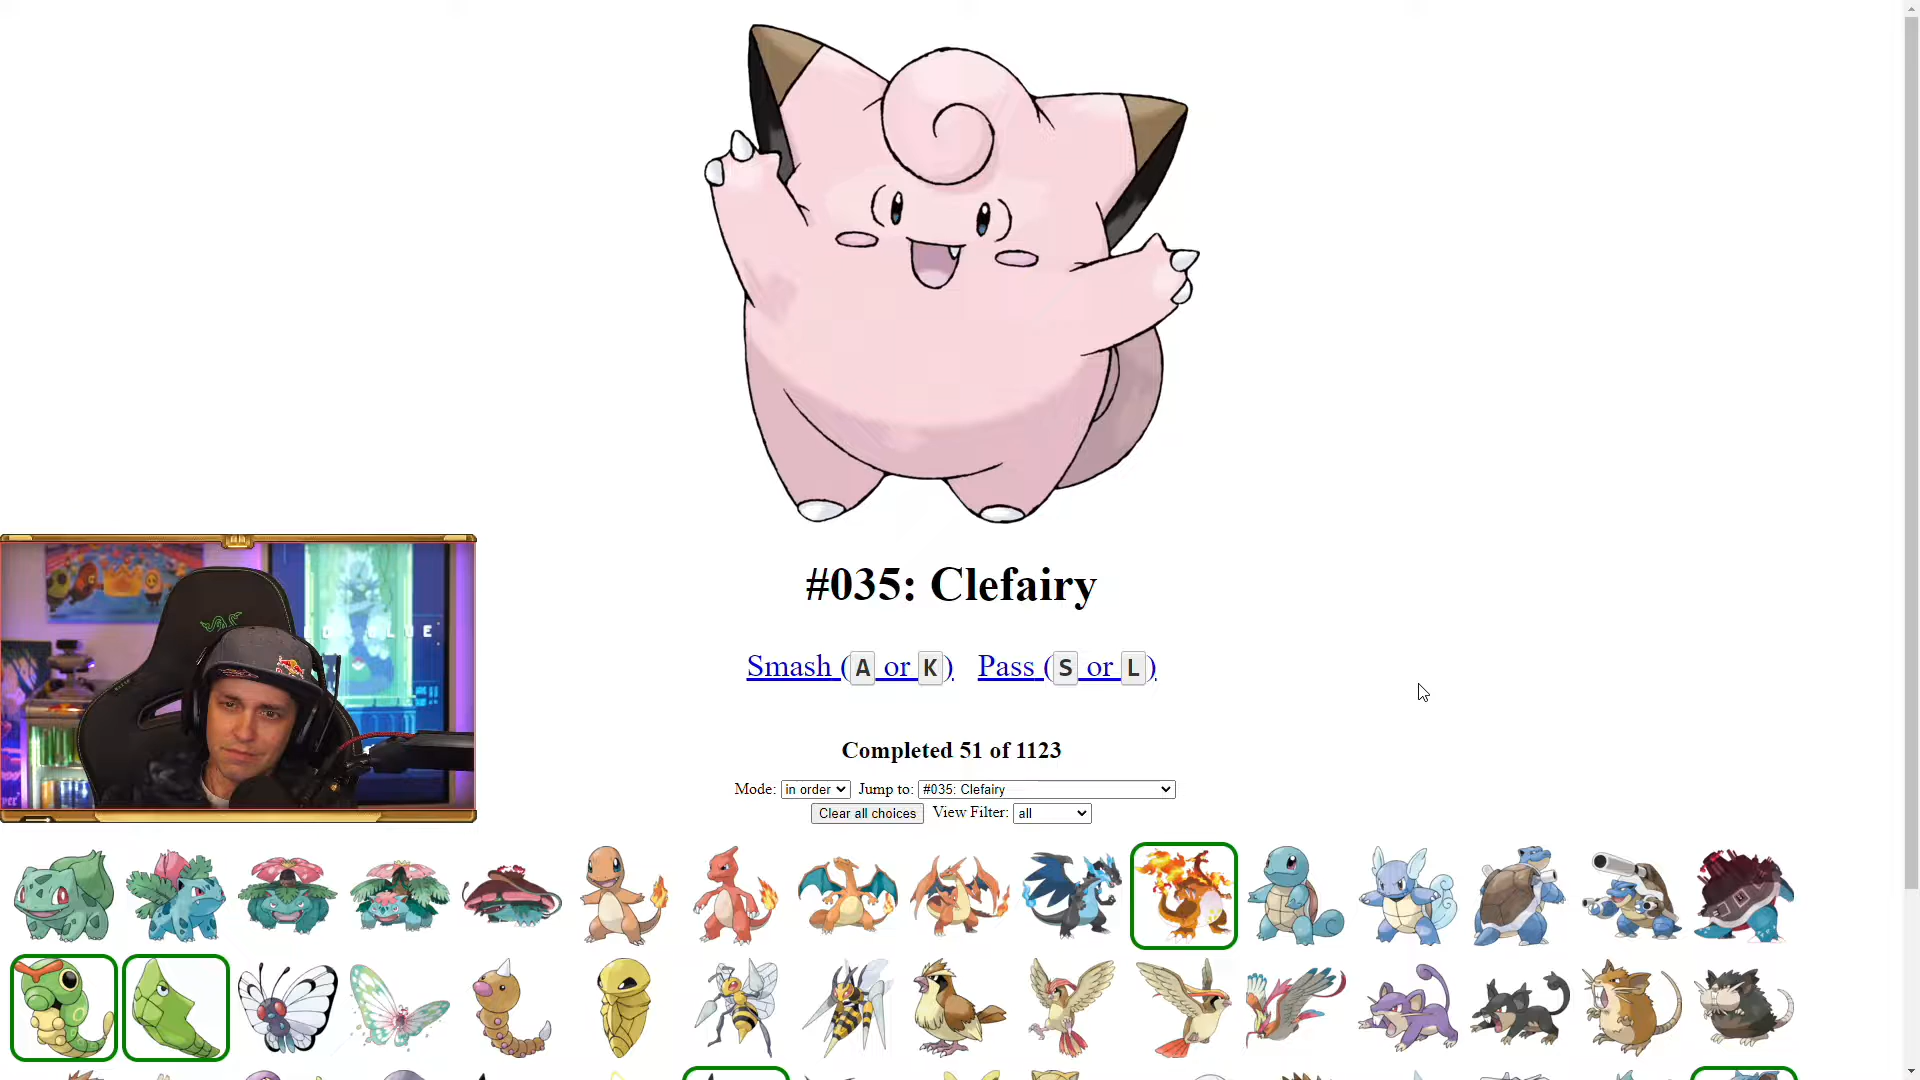 #035: Clefairy
Smash (A or K) Pass (S or L)
Completed 51 of 1123
Mode: in order Jump to: #035: Clefairy
Clear all choices View Filter: all